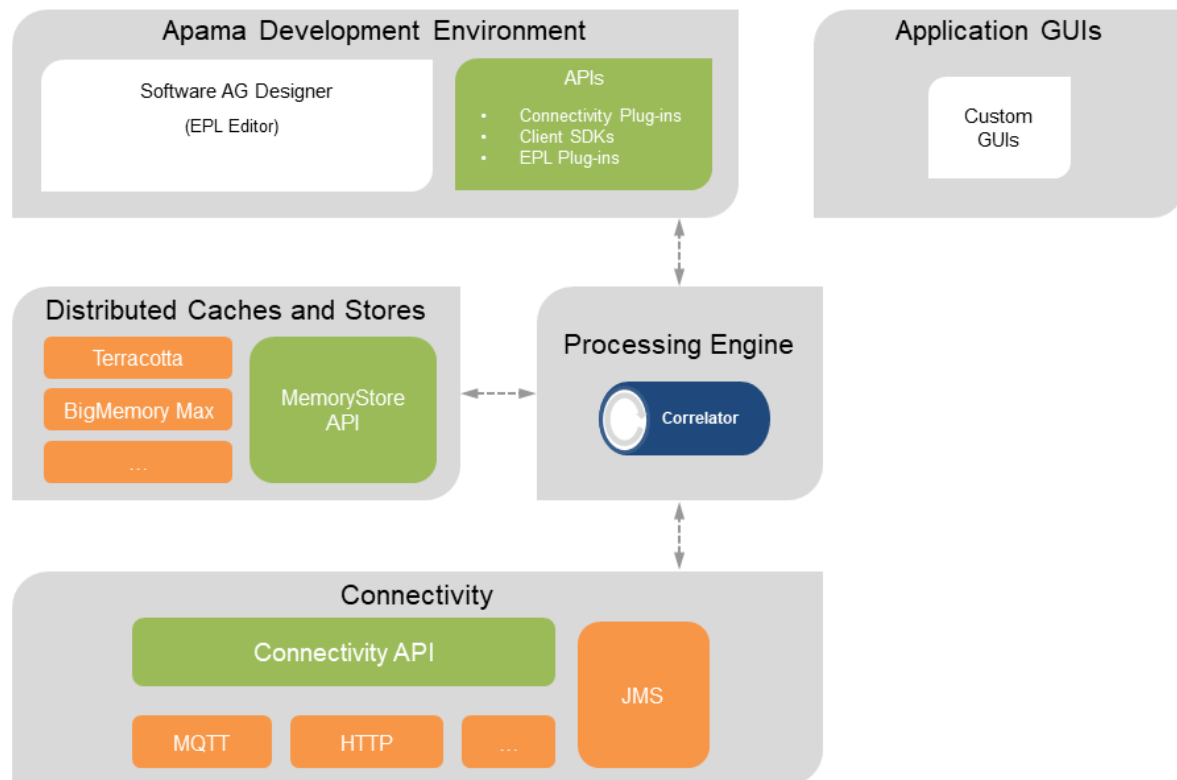 Apama Development Environment
Software AG Designer
(EPL Editor)
APIs
• Connectivity Plug-ins
• Client SDKs
• EPL Plug-ins
Application GUIs
Custom
GUIs
Distributed Caches and Stores
Terracotta
BigMemory Max
...
MemoryStore
API
Processing Engine
Correlator
Connectivity
Connectivity API
MQTT
HTTP
...
JMS